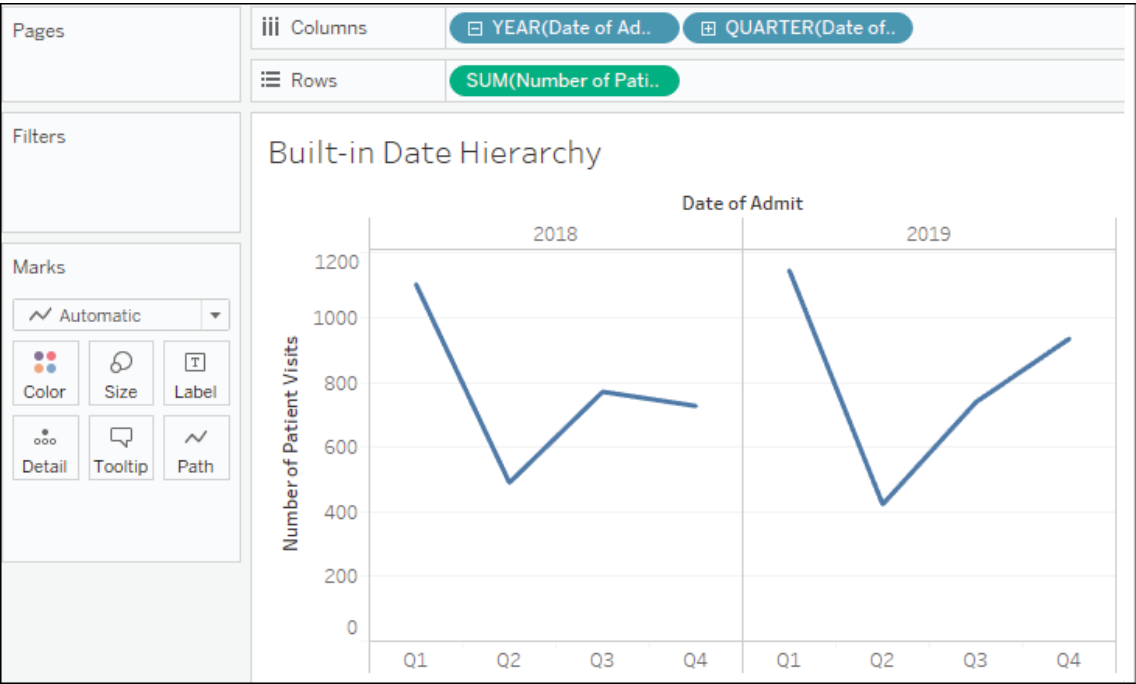 Pages
Columns
YEAR(Date of Ad..
QUARTER(Date of..
Rows
SUM(Number of Pati..
Filters
Marks
Automatic
Color
Size
T
Label
Detail
Tooltip
Path
Built-in Date Hierarchy
Date of Admit
2018
2019
Number of Patient Visits
1200
1000
800
600
400
200
0
Q1 Q2 Q3 Q4 Q1 Q2 Q3 Q4